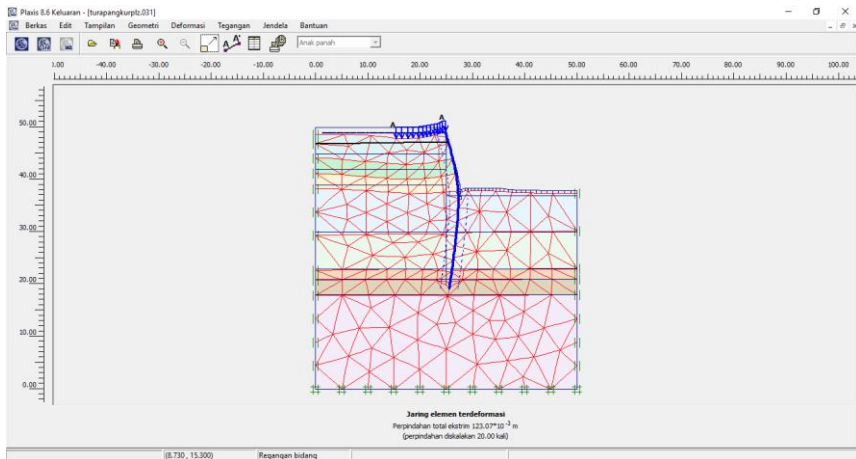 Plaxis 8.6 Keluaran - [turapangkurplz.031]
Berkas Edit Tampilan Geometri Deformasi Tegangan Jendela Bantuan
Anak panah
1.00 -40.00 -30.00 -20.00 -10.00 0.00 10.00 20.00 30.00 40.00 50.00 60.00 70.00 80.00 90.00 100.0
50.00
A A
40.00
30.00
20.00
10.00
0.00
Jaring elemen terdeformasi
Perpindahan total ekstrim 123.07*10 -3 m
(perpindahan diskalakan 20.00 kali)
(8.730 , 15.300) Regangan bidang